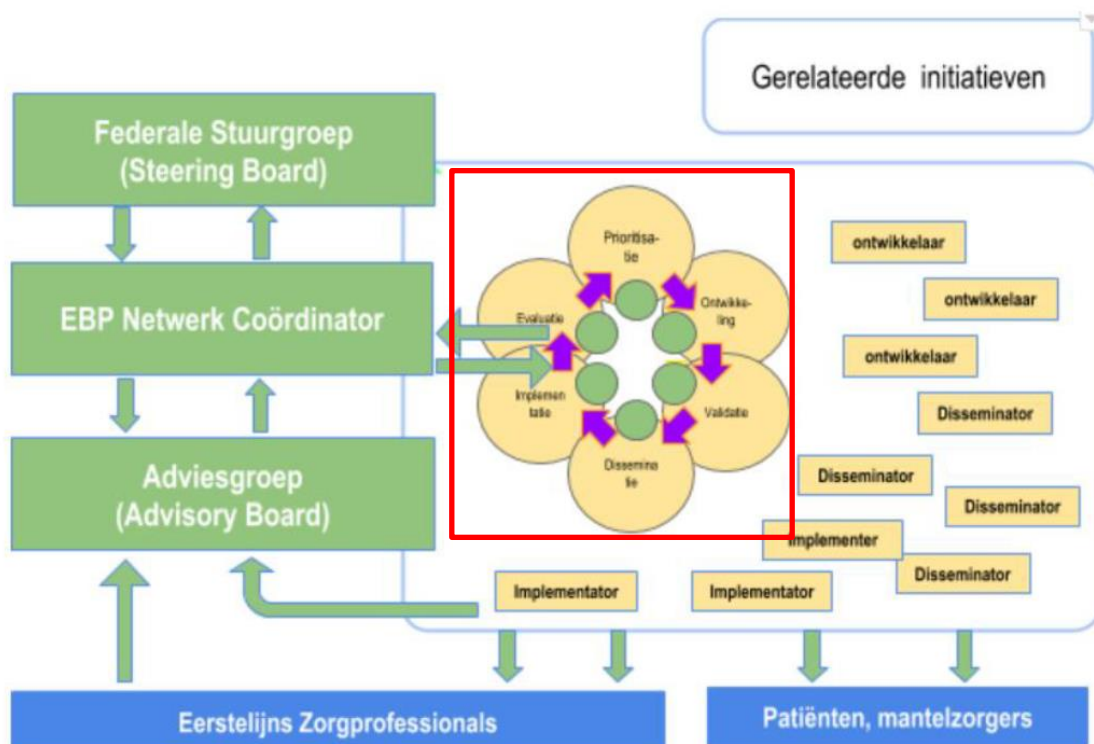 Gerelateerde initiatieven
Federale Stuurgroep
(Steering Board)
EBP Netwerk Coördinator
Adviesgroep
(Advisory Board)
Prioritisa-
tie
Ontwikke-
ling
Validatie
Dissemina
tie
Implemen
tatie
Evaluatie
ontwikkelaar
ontwikkelaar
ontwikkelaar
Disseminator
Disseminator
Disseminator
Implementer
Disseminator
Implementator
Implementator
Eerstelijns Zorgprofessionals
Patiënten, mantelzorgers